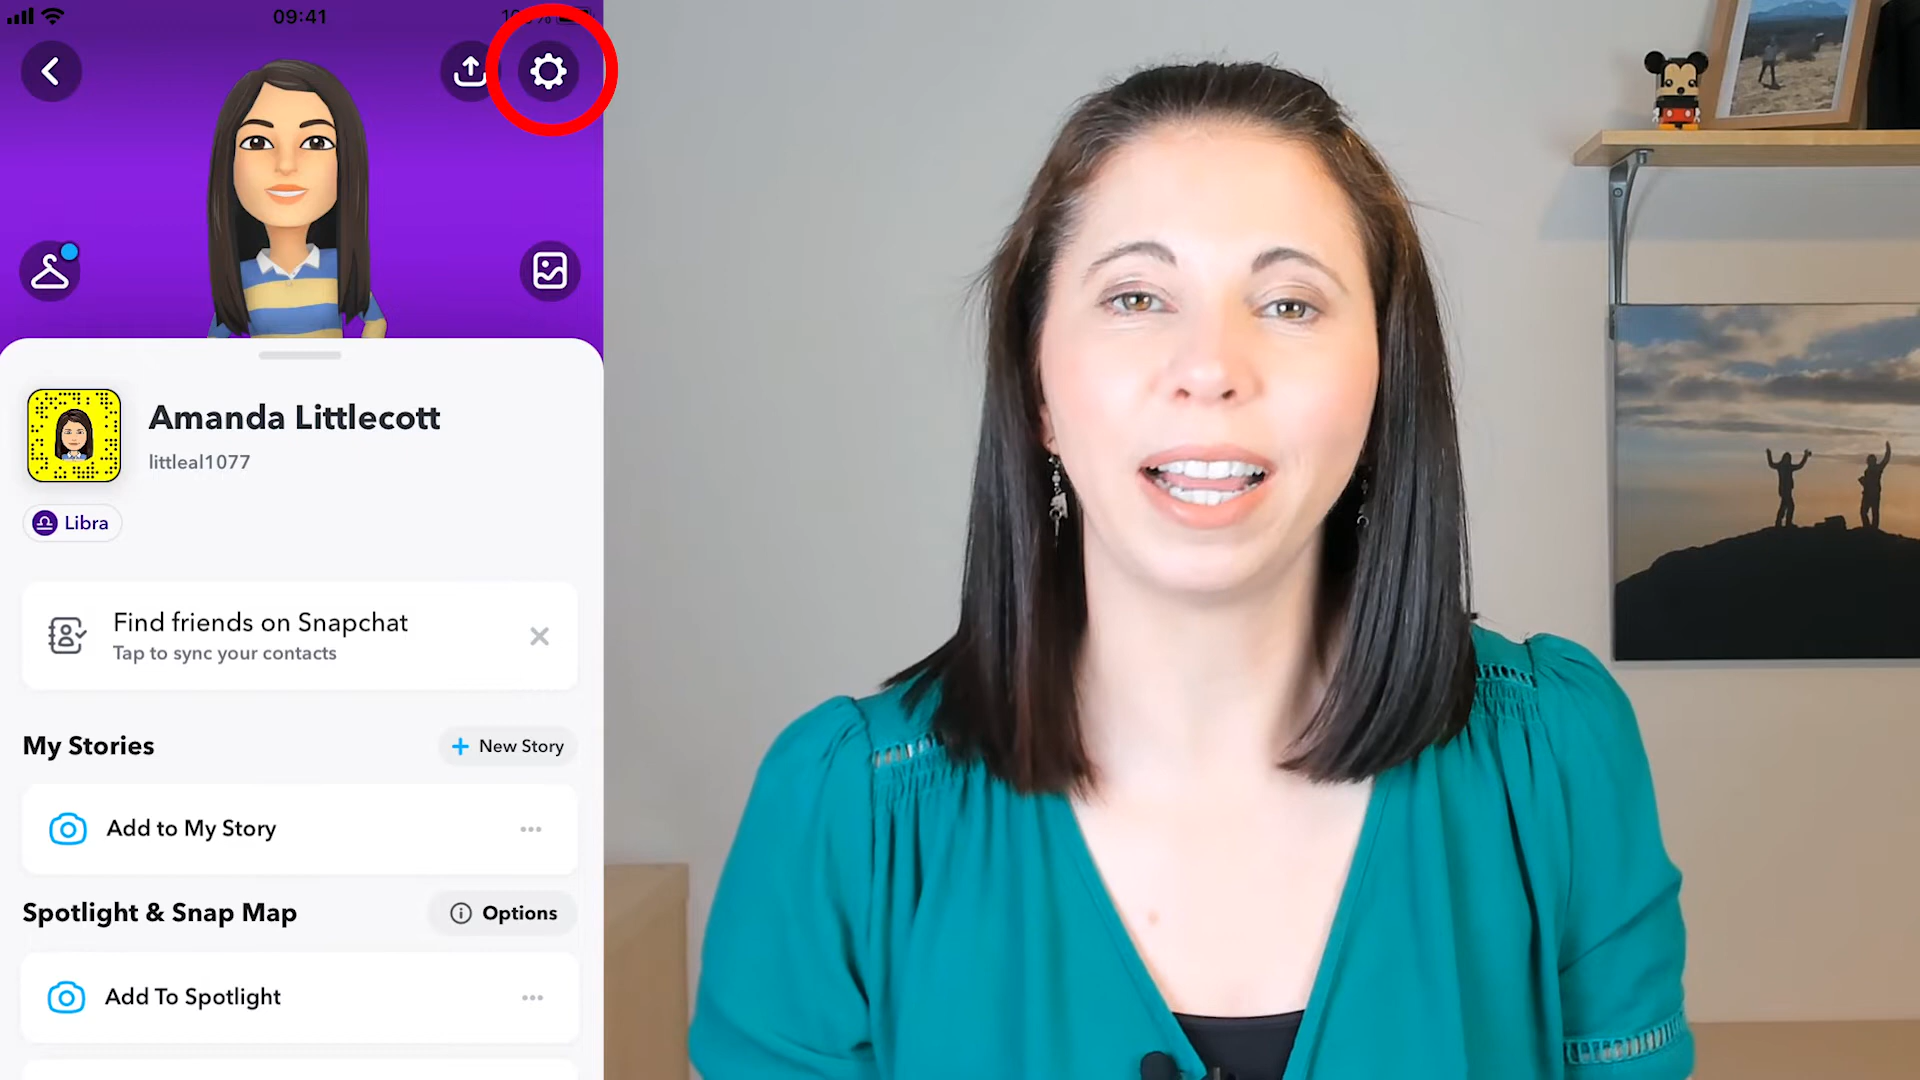 09:41
Amanda Littlecott
littleal1077
Libra
Find friends on Snapchat
Tap to sync your contacts
My Stories
New Story
Add to My Story
Spotlight & Snap Map
Options
Add To Spotlight